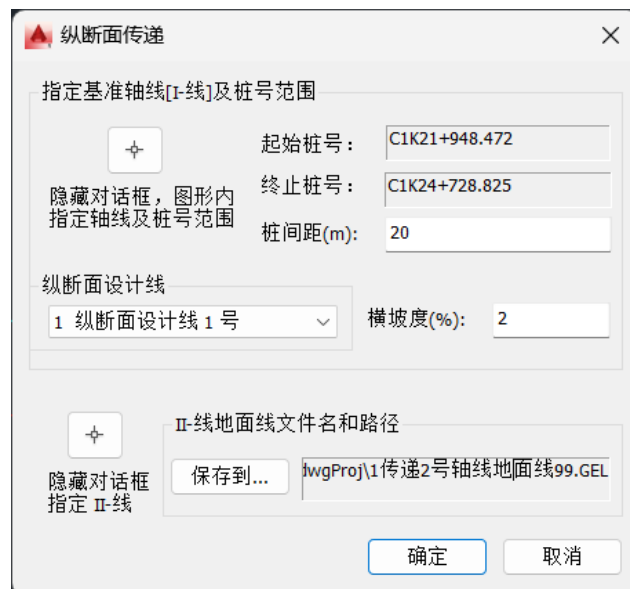 纵断面传递
指定基准轴线[I-线]及桩号范围
起始桩号：
C1K21+948.472
隐藏对话框，图形内
指定轴线及桩号范围
终止桩号：
C1K24+728.825
桩间距(m):
20
纵断面设计线
1 纵断面设计线1号
横坡度(%):
2
II-线地面线文件名和路径
隐藏对话框
指定 II-线
保存到...
dwgProj\1传递2号轴线地面线99.GEL
确定
取消